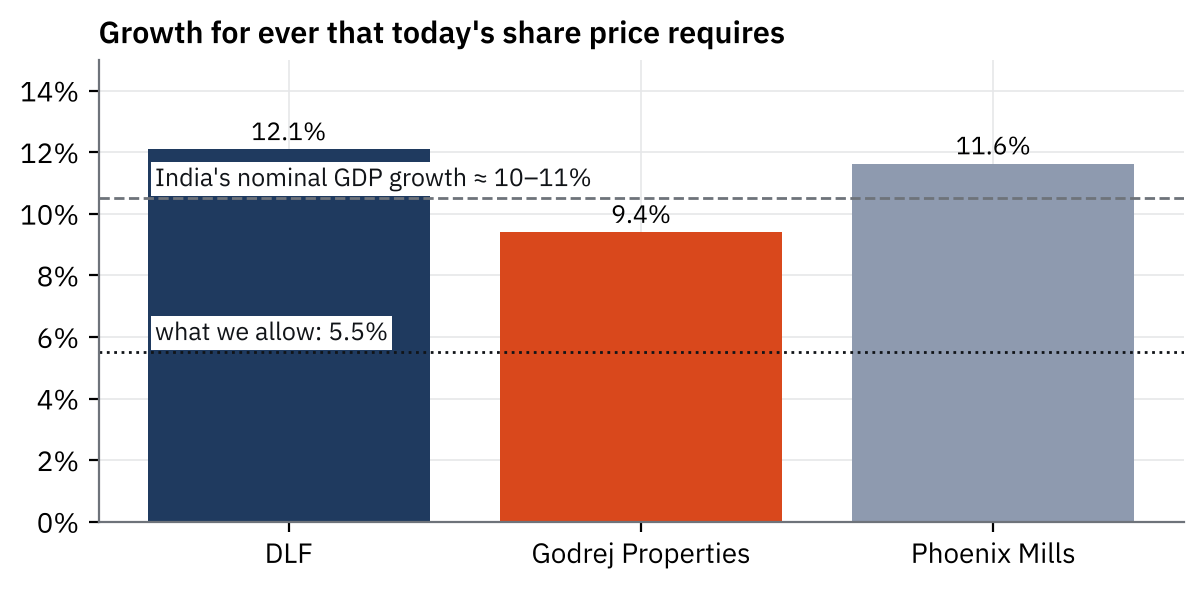 Growth for ever that today's share price requires
14%
12%
10%
8%
6%
4%
2%
0%
12.1%
India's nominal GDP growth ≈ 10–11%
9.4%
11.6%
what we allow: 5.5%
DLF
Godrej Properties
Phoenix Mills